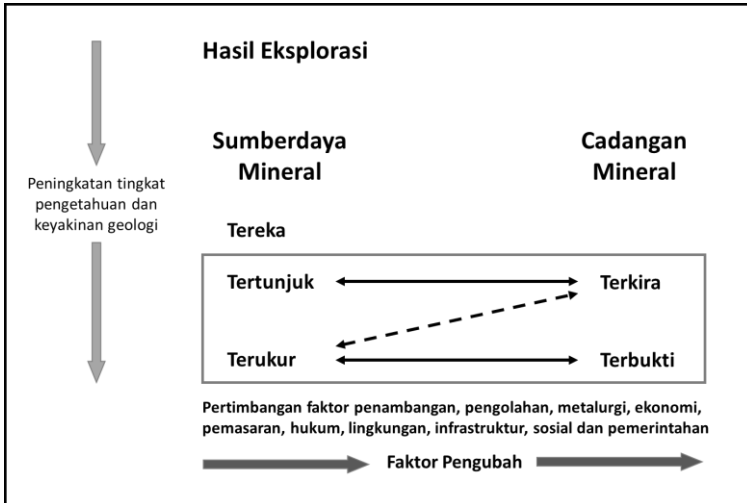 Hasil Eksplorasi
Sumberdaya
Mineral
Cadangan
Mineral
Peningkatan tingkat
pengetahuan dan
keyakinan geologi
Tereka
Tertunjuk
Terkira
Terukur
Terbukti
Pertimbangan faktor penambangan, pengolahan, metalurgi, ekonomi,
pemasaran, hukum, lingkungan, infrastruktur, sosial dan pemerintahan
Faktor Pengubah